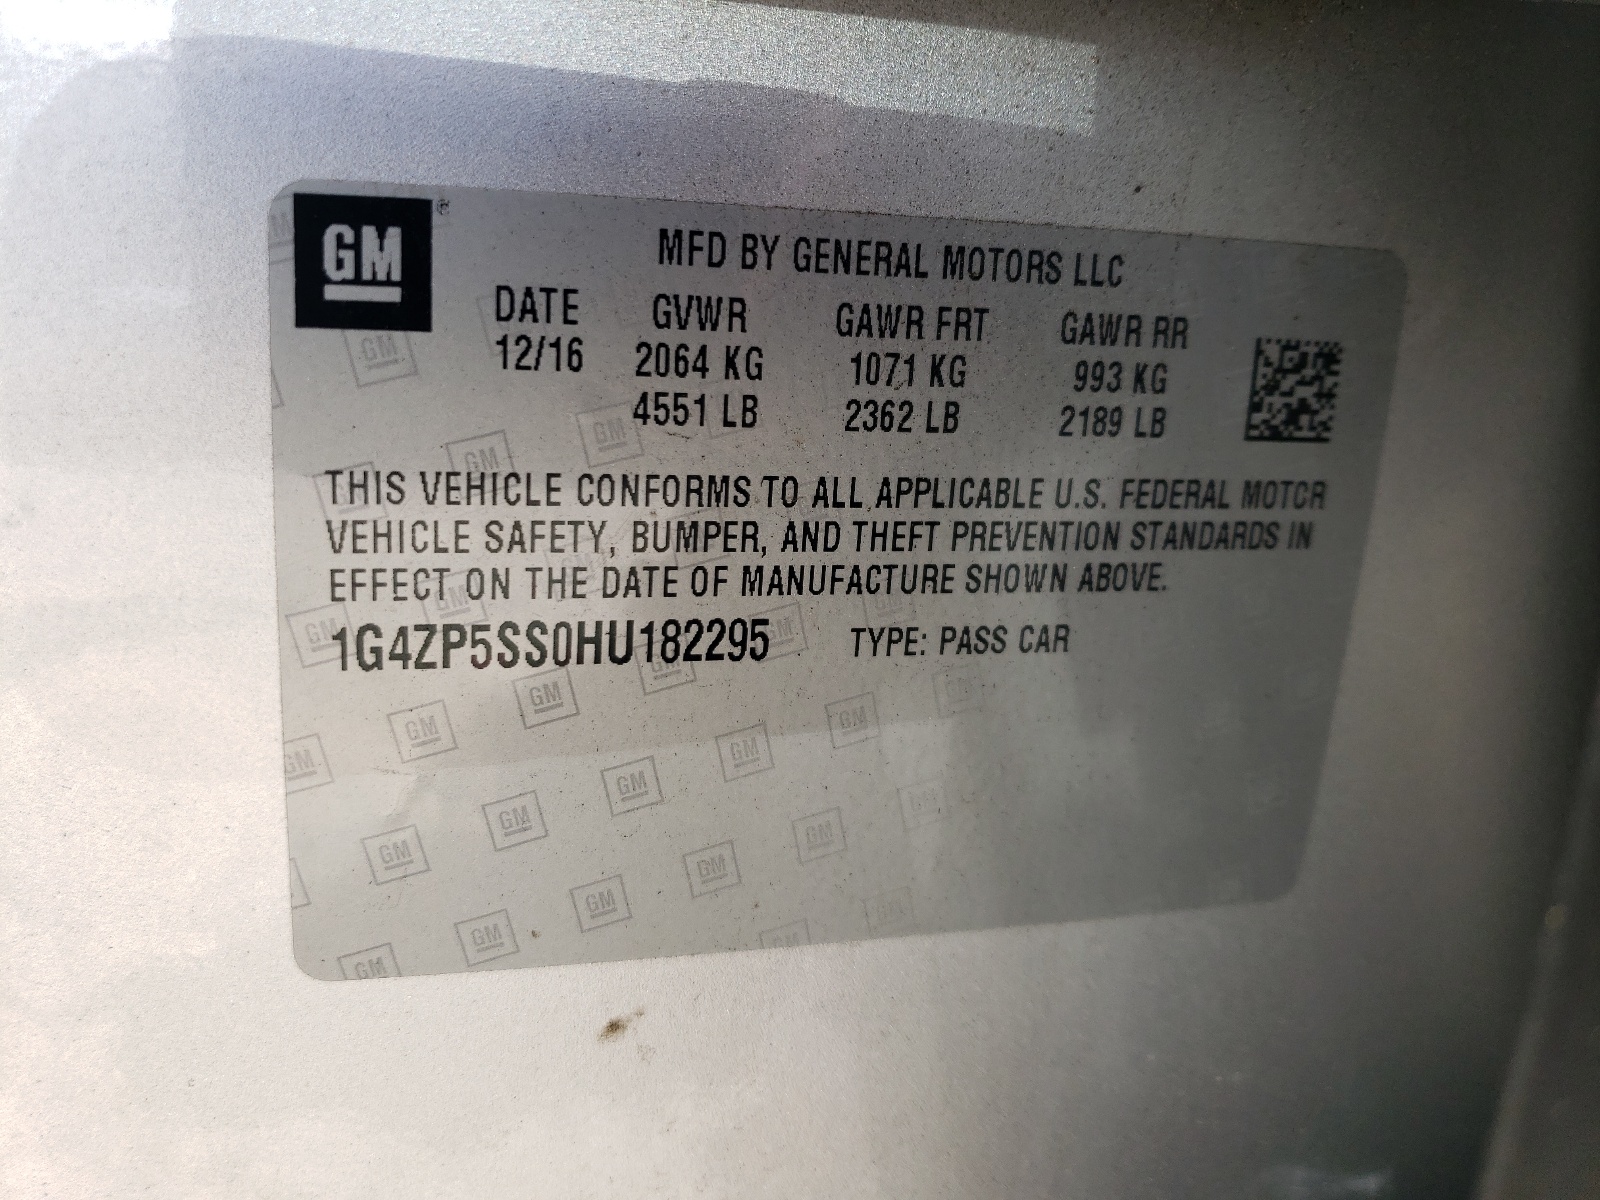 GM
MFD BY GENERAL MOTORS LLC
DATE GVWR GAWR FRT GAWR RR
12/16 2064 KG 1071 KG 993 KG
4551 LB 2362 LB 2189 LB
THIS VEHICLE CONFORMS TO ALL APPLICABLE U.S. FEDERAL MOTOR
VEHICLE SAFETY, BUMPER, AND THEFT PREVENTION STANDARDS IN
EFFECT ON THE DATE OF MANUFACTURE SHOWN ABOVE.
1G4ZP5SS0HU182295 TYPE: PASS CAR